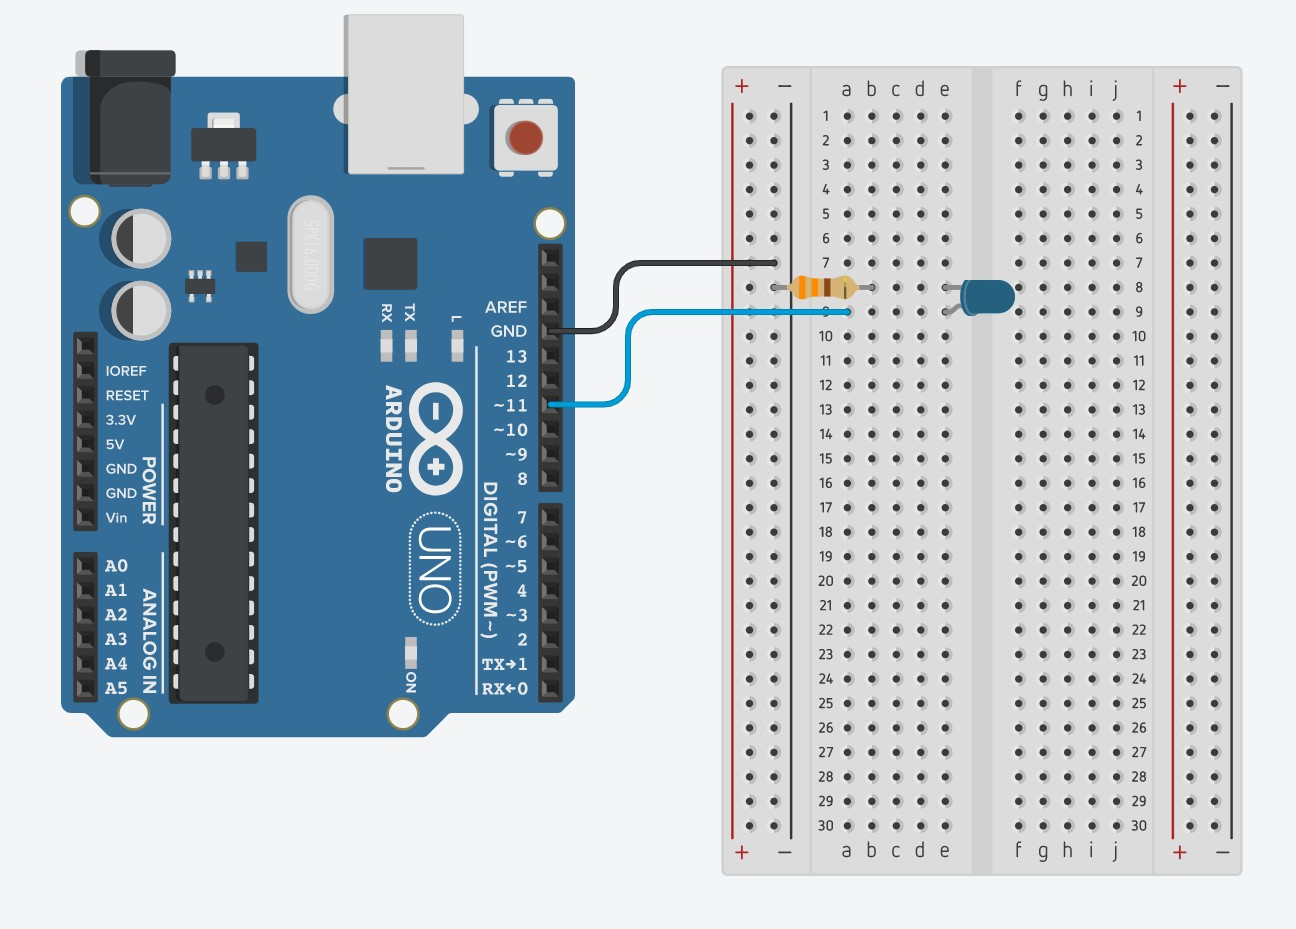 SPK16.000G
AREF
GND
13
12
~11
~10
~9
8
7
~6
~5
4
~3
2
TX→1
RX←0
DIGITAL (PWM~)
RX
TX
L
ARDUINO
UNO
ON
IOREF
RESET
3.3V
5V
GND
GND
Vin
POWER
A0
A1
A2
A3
A4
A5
ANALOG IN
+ − a b c d e f g h i j + −
1 1
2 2
3 3
4 4
5 5
6 6
7 7
8 8
9 9
10 10
11 11
12 12
13 13
14 14
15 15
16 16
17 17
18 18
19 19
20 20
21 21
22 22
23 23
24 24
25 25
26 26
27 27
28 28
29 29
30 30
+ − a b c d e f g h i j + −